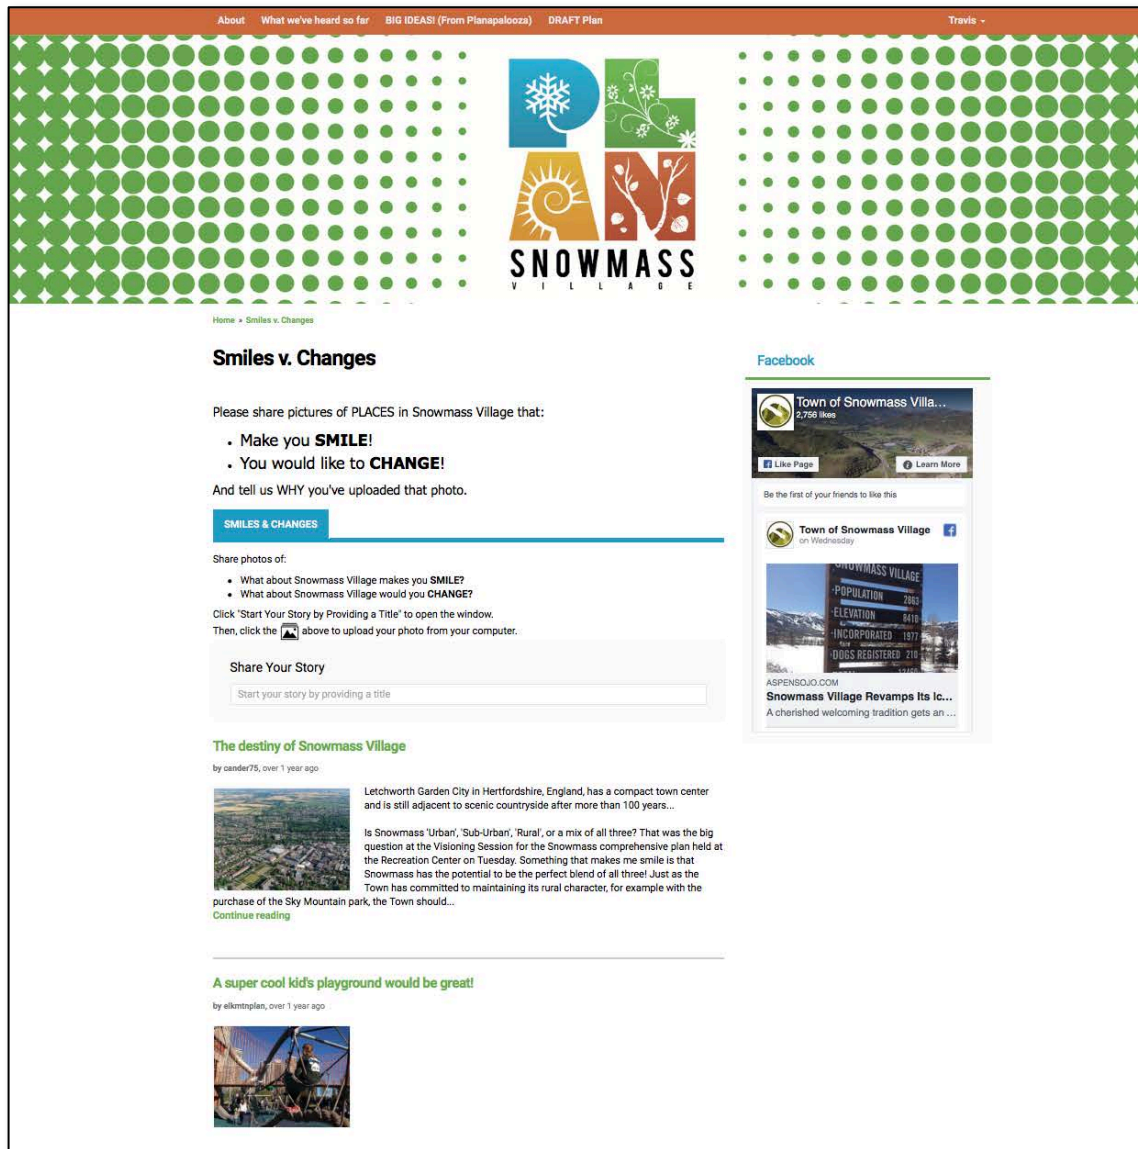 About What we've heard so far BIG IDEAS! (From Planapalooza) DRAFT Plan Travis
PLAN
SNOWMASS
VILLAGE
Home » Smiles v. Changes
Smiles v. Changes
Please share pictures of PLACES in Snowmass Village that:
• Make you SMILE!
• You would like to CHANGE!
And tell us WHY you've uploaded that photo.
SMILES & CHANGES
Share photos of:
• What about Snowmass Village makes you SMILE?
• What about Snowmass Village would you CHANGE?
Click "Start Your Story by Providing a Title" to open the window.
Then, click the above to upload your photo from your computer.
Share Your Story
Start your story by providing a title
The destiny of Snowmass Village
by cander75, over 1 year ago
Letchworth Garden City in Hertfordshire, England, has a compact town center
and is still adjacent to scenic countryside after more than 100 years...
Is Snowmass 'Urban', 'Sub-Urban', 'Rural', or a mix of all three? That was the big
question at the Visioning Session for the Snowmass comprehensive plan held at
the Recreation Center on Tuesday. Something that makes me smile is that
Snowmass has the potential to be the perfect blend of all three! Just as the
Town has committed to maintaining its rural character, for example with the
purchase of the Sky Mountain park, the Town should...
Continue reading
A super cool kid's playground would be great!
by elkmtnplan, over 1 year ago
Facebook
Town of Snowmass Villa...
2,756 likes
Like Page
Learn More
Be the first of your friends to like this
Town of Snowmass Village
on Wednesday
SNOWMASS VILLAGE
POPULATION 2863
ELEVATION 8410
INCORPORATED 1977
DOGS REGISTERED 210
ASPENSOJO.COM
Snowmass Village Revamps Its Ic...
A cherished welcoming tradition gets an ...